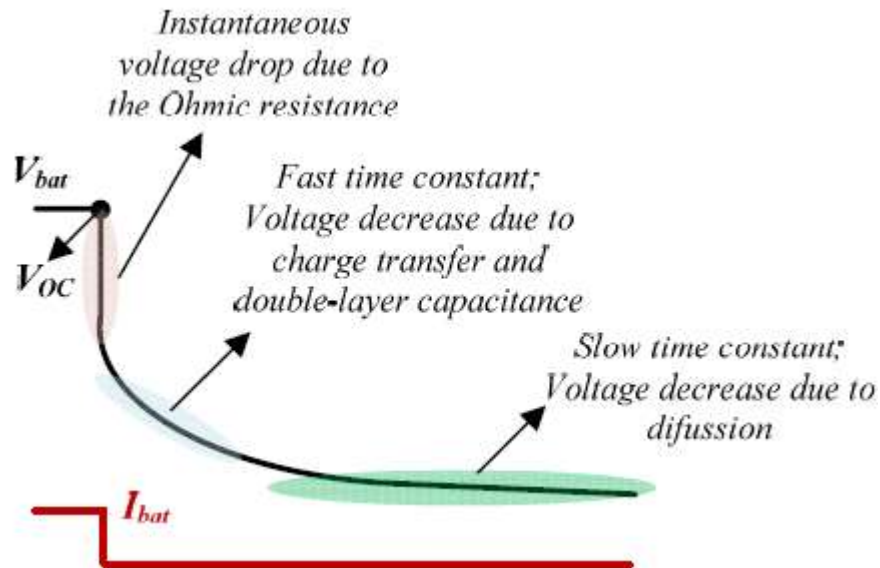 Instantaneous
voltage drop due to
the Ohmic resistance
V_bat
Fast time constant;
Voltage decrease due to
charge transfer and
double-layer capacitance
V_OC
Slow time constant;
Voltage decrease due to
difussion
I_bat